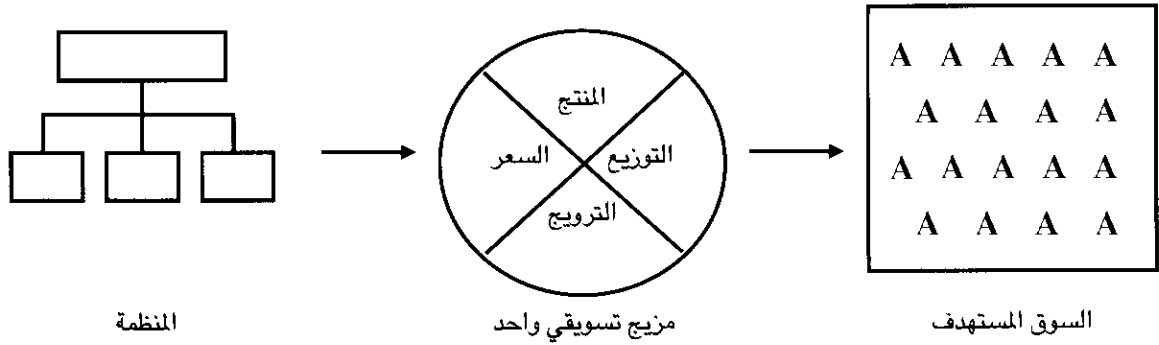 A A A A A
A A A A
A A A A A
A A A A
المنتج
التوزيع
السعر
الترويج
السوق المستهدف
مزيج تسويقي واحد
المنظمة